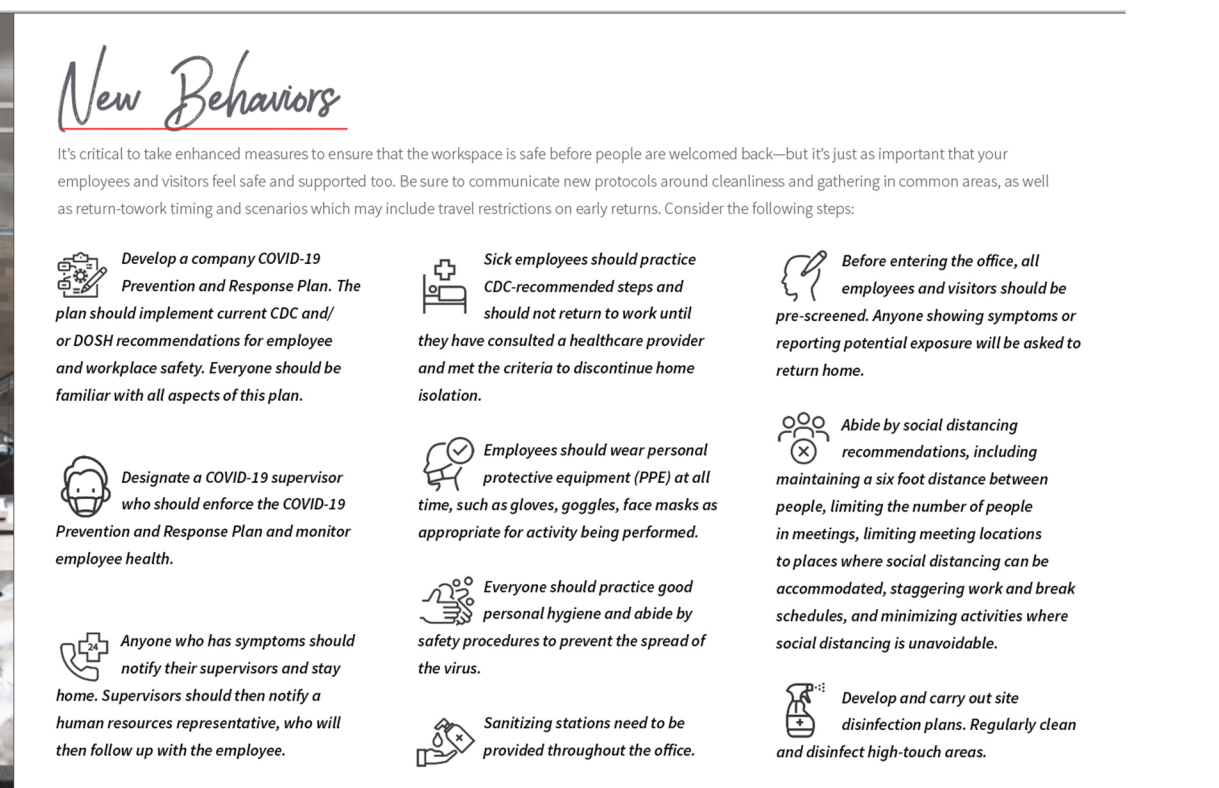 New Behaviors
It's critical to take enhanced measures to ensure that the workspace is safe before people are welcomed back—but it's just as important that your
employees and visitors feel safe and supported too. Be sure to communicate new protocols around cleanliness and gathering in common areas, as well
as return-towork timing and scenarios which may include travel restrictions on early returns. Consider the following steps:
Develop a company COVID-19
Prevention and Response Plan. The
plan should implement current CDC and/
or DOSH recommendations for employee
and workplace safety. Everyone should be
familiar with all aspects of this plan.
Designate a COVID-19 supervisor
who should enforce the COVID-19
Prevention and Response Plan and monitor
employee health.
24
Anyone who has symptoms should
notify their supervisors and stay
home. Supervisors should then notify a
human resources representative, who will
then follow up with the employee.
Sick employees should practice
CDC-recommended steps and
should not return to work until
they have consulted a healthcare provider
and met the criteria to discontinue home
isolation.
Employees should wear personal
protective equipment (PPE) at all
time, such as gloves, goggles, face masks as
appropriate for activity being performed.
Everyone should practice good
personal hygiene and abide by
safety procedures to prevent the spread of
the virus.
Sanitizing stations need to be
provided throughout the office.
Before entering the office, all
employees and visitors should be
pre-screened. Anyone showing symptoms or
reporting potential exposure will be asked to
return home.
Abide by social distancing
recommendations, including
maintaining a six foot distance between
people, limiting the number of people
in meetings, limiting meeting locations
to places where social distancing can be
accommodated, staggering work and break
schedules, and minimizing activities where
social distancing is unavoidable.
Develop and carry out site
disinfection plans. Regularly clean
and disinfect high-touch areas.